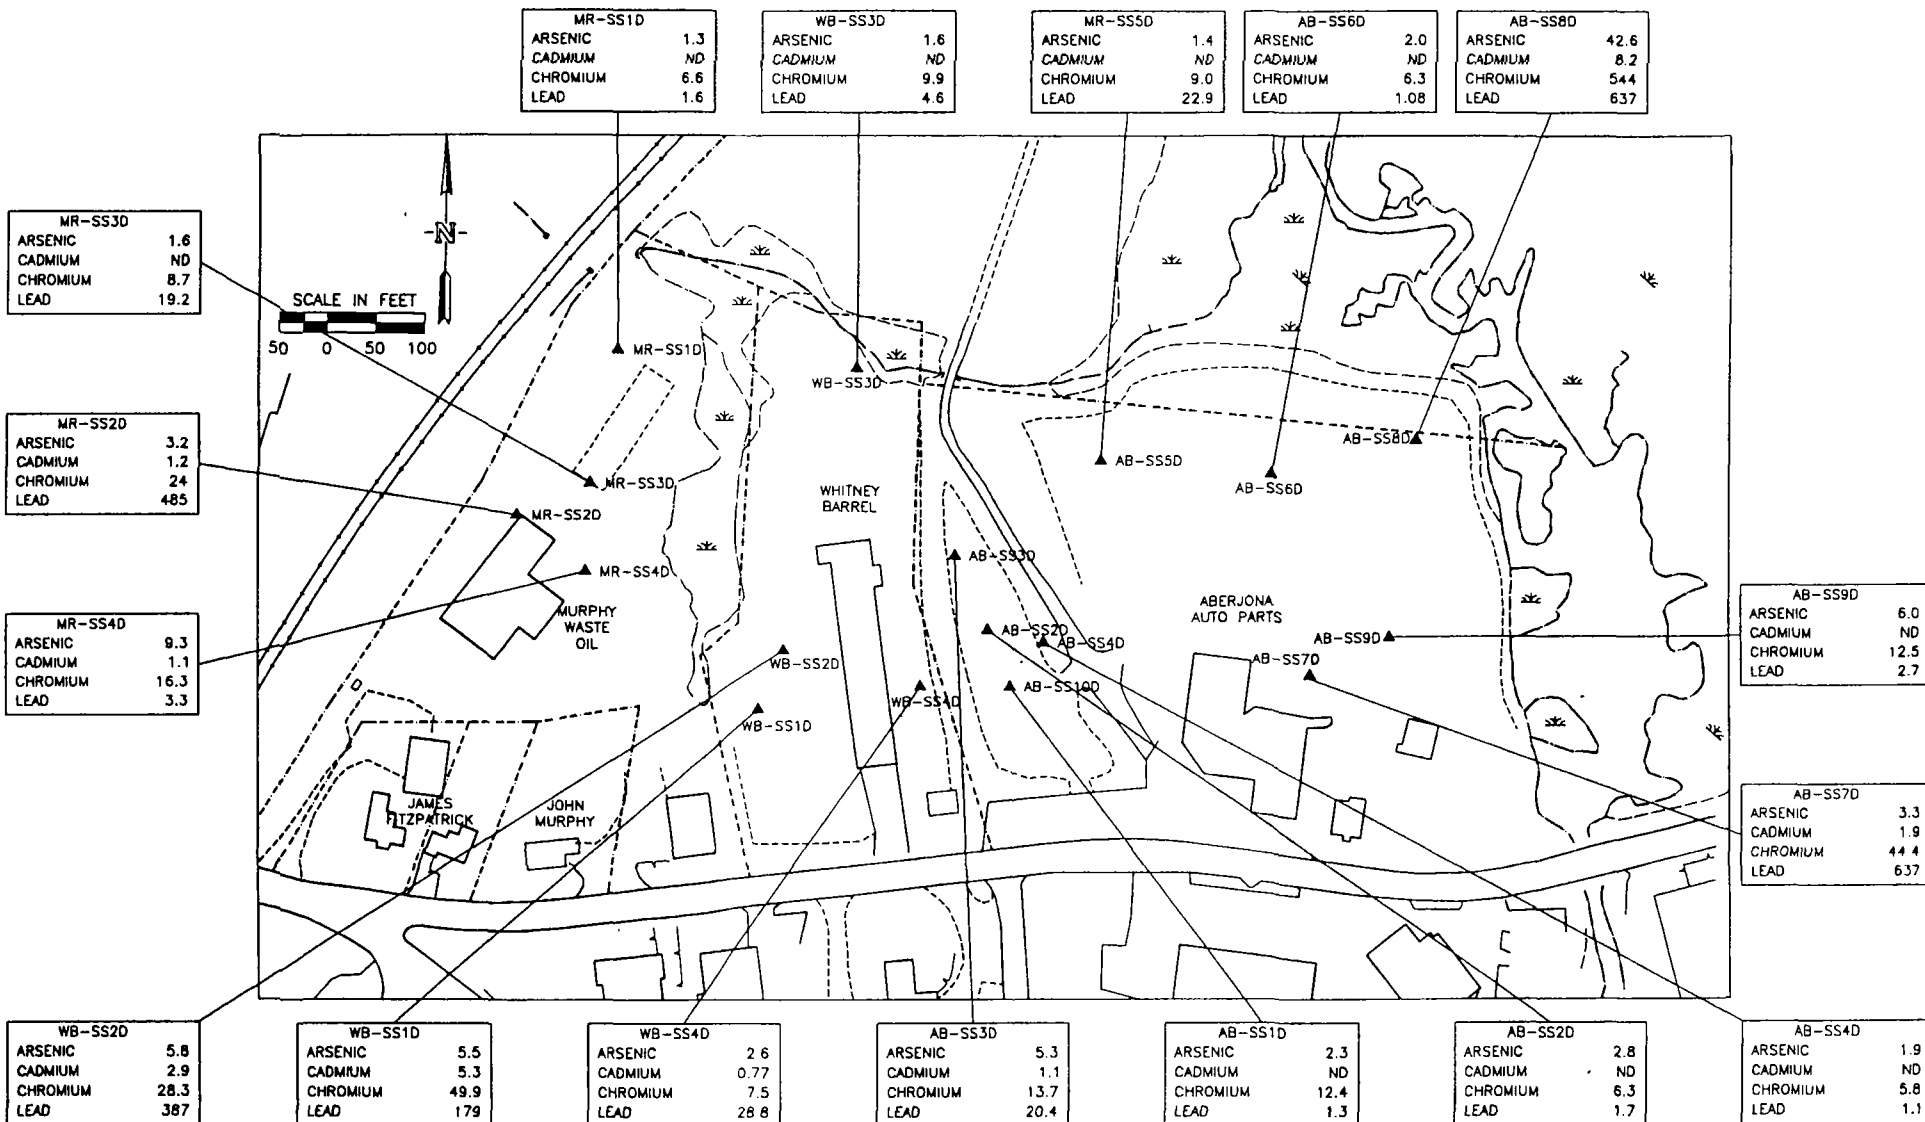 MR-SS1D
ARSENIC 1.3
CADMIUM ND
CHROMIUM 6.6
LEAD 1.6
WB-SS3D
ARSENIC 1.6
CADMIUM ND
CHROMIUM 9.9
LEAD 4.6
MR-SS5D
ARSENIC 1.4
CADMIUM ND
CHROMIUM 9.0
LEAD 22.9
AB-SS6D
ARSENIC 2.0
CADMIUM ND
CHROMIUM 6.3
LEAD 1.08
AB-SS8D
ARSENIC 42.6
CADMIUM 8.2
CHROMIUM 544
LEAD 637
MR-SS3D
ARSENIC 1.6
CADMIUM ND
CHROMIUM 8.7
LEAD 19.2
N
SCALE IN FEET
50 0 50 100
MR-SS1D
WB-SS3D
MR-SS2D
ARSENIC 3.2
CADMIUM 1.2
CHROMIUM 24
LEAD 485
AB-SS8D
AB-SS5D
AB-SS6D
MR-SS3D
WHITNEY
BARREL
MR-SS2D
AB-SS3D
MR-SS4D
MURPHY
WASTE
OIL
ABERJONA
AUTO PARTS
MR-SS4D
ARSENIC 9.3
CADMIUM 1.1
CHROMIUM 16.3
LEAD 3.3
AB-SS2D
AB-SS4D
AB-SS9D
AB-SS9D
ARSENIC 6.0
CADMIUM ND
CHROMIUM 12.5
LEAD 2.7
WB-SS2D
AB-SS7D
WB-SS4D
AB-SS10D
WB-SS1D
JAMES
FITZPATRICK
JOHN
MURPHY
AB-SS7D
ARSENIC 3.3
CADMIUM 1.9
CHROMIUM 44 4
LEAD 637
WB-SS2D
ARSENIC 5.8
CADMIUM 2.9
CHROMIUM 28.3
LEAD 387
WB-SS1D
ARSENIC 5.5
CADMIUM 5.3
CHROMIUM 49.9
LEAD 179
WB-SS4D
ARSENIC 2 6
CADMIUM 0.77
CHROMIUM 7.5
LEAD 28 8
AB-SS3D
ARSENIC 5.3
CADMIUM 1.1
CHROMIUM 13.7
LEAD 20.4
AB-SS1D
ARSENIC 2.3
CADMIUM ND
CHROMIUM 12.4
LEAD 1.3
AB-SS2D
ARSENIC 2.8
CADMIUM ND
CHROMIUM 6.3
LEAD 1.7
AB-SS4D
ARSENIC 1.9
CADMIUM ND
CHROMIUM 5.8
LEAD 1.1